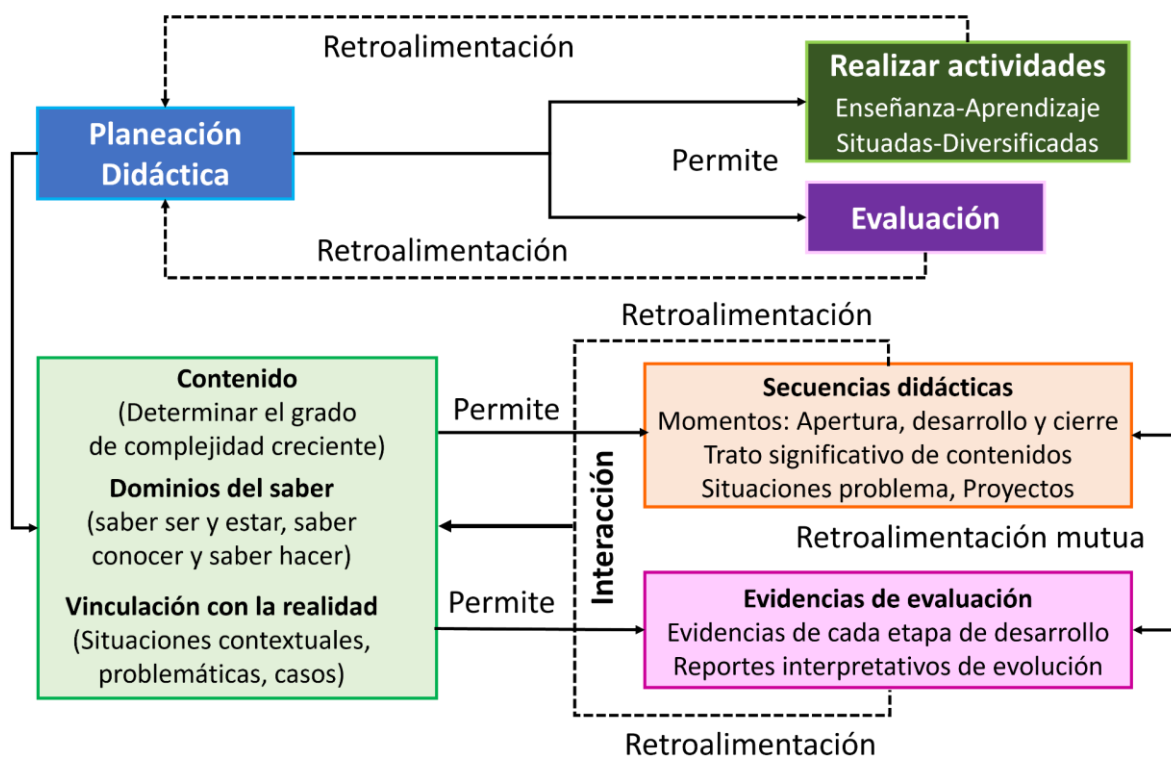 Retroalimentación
Realizar actividades
Enseñanza-Aprendizaje
Situadas-Diversificadas
Planeación
Didáctica
Permite
Evaluación
Retroalimentación
Retroalimentación
Contenido
(Determinar el grado
de complejidad creciente)
Dominios del saber
(saber ser y estar, saber
conocer y saber hacer)
Vinculación con la realidad
(Situaciones contextuales,
problemáticas, casos)
Permite
Permite
Interacción
Secuencias didácticas
Momentos: Apertura, desarrollo y cierre
Trato significativo de contenidos
Situaciones problema, Proyectos
Retroalimentación mutua
Evidencias de evaluación
Evidencias de cada etapa de desarrollo
Reportes interpretativos de evolución
Retroalimentación